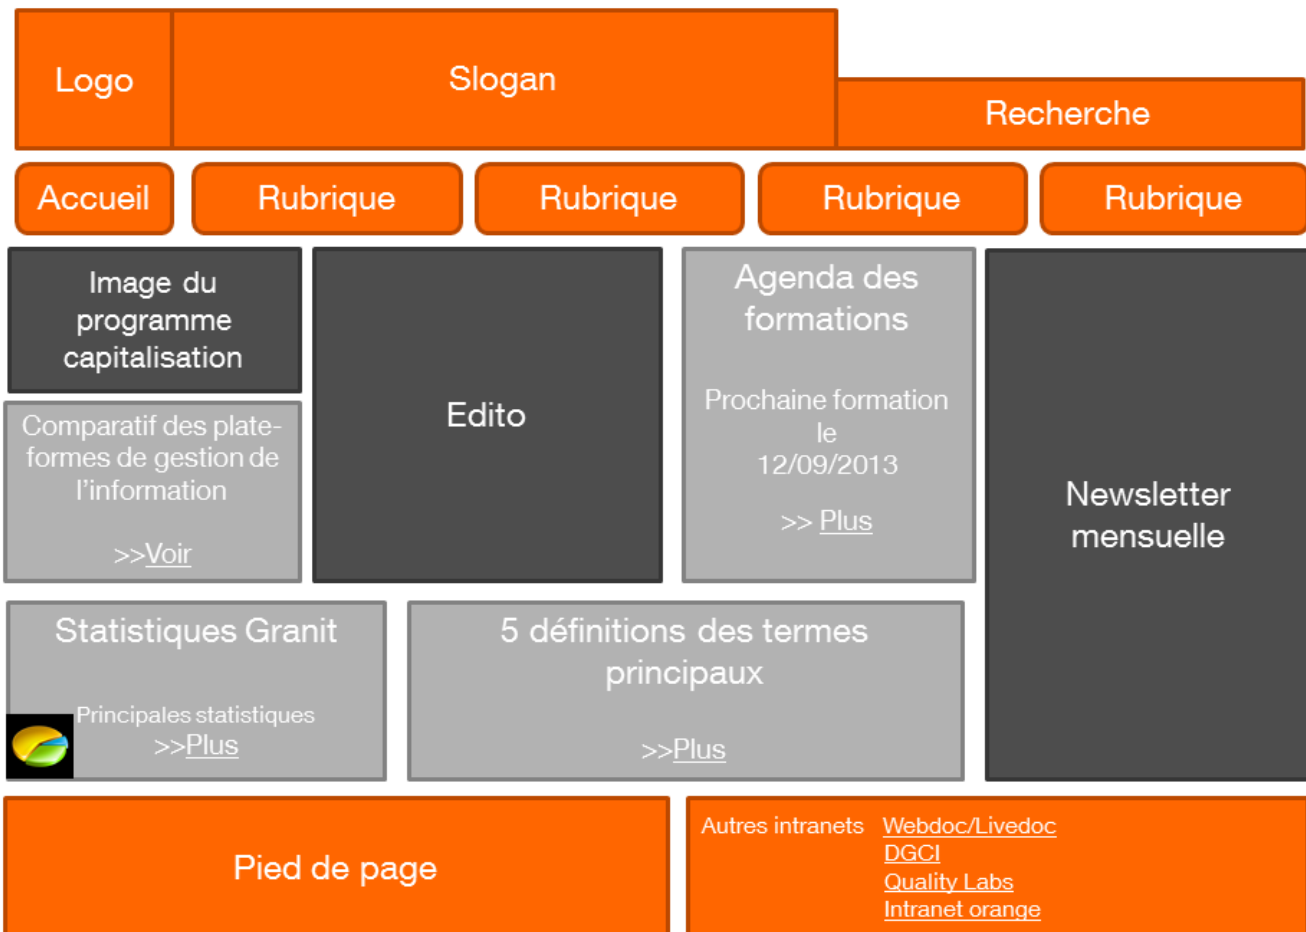 Logo
Slogan
Recherche
Accueil
Rubrique
Rubrique
Rubrique
Rubrique
Image du
programme
capitalisation
Comparatif des plate-
formes de gestion de
l'information
>>Voir
Edito
Agenda des
formations
Prochaine formation
le
12/09/2013
>> Plus
Newsletter
mensuelle
Statistiques Granit
Principales statistiques
>>Plus
5 définitions des termes
principaux
>>Plus
Pied de page
Autres intranets Webdoc/Livedoc
DGCI
Quality Labs
Intranet orange